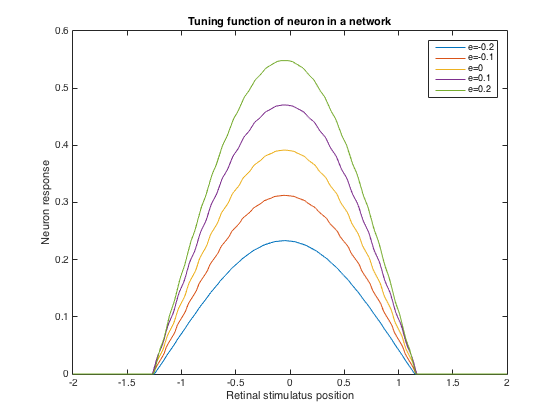 Tuning function of neuron in a network
0.6
0.5
0.4
0.3
0.2
0.1
0
Neuron response
e=-0.2
e=-0.1
e=0
e=0.1
e=0.2
-2 -1.5 -1 -0.5 0 0.5 1 1.5 2
Retinal stimulatus position